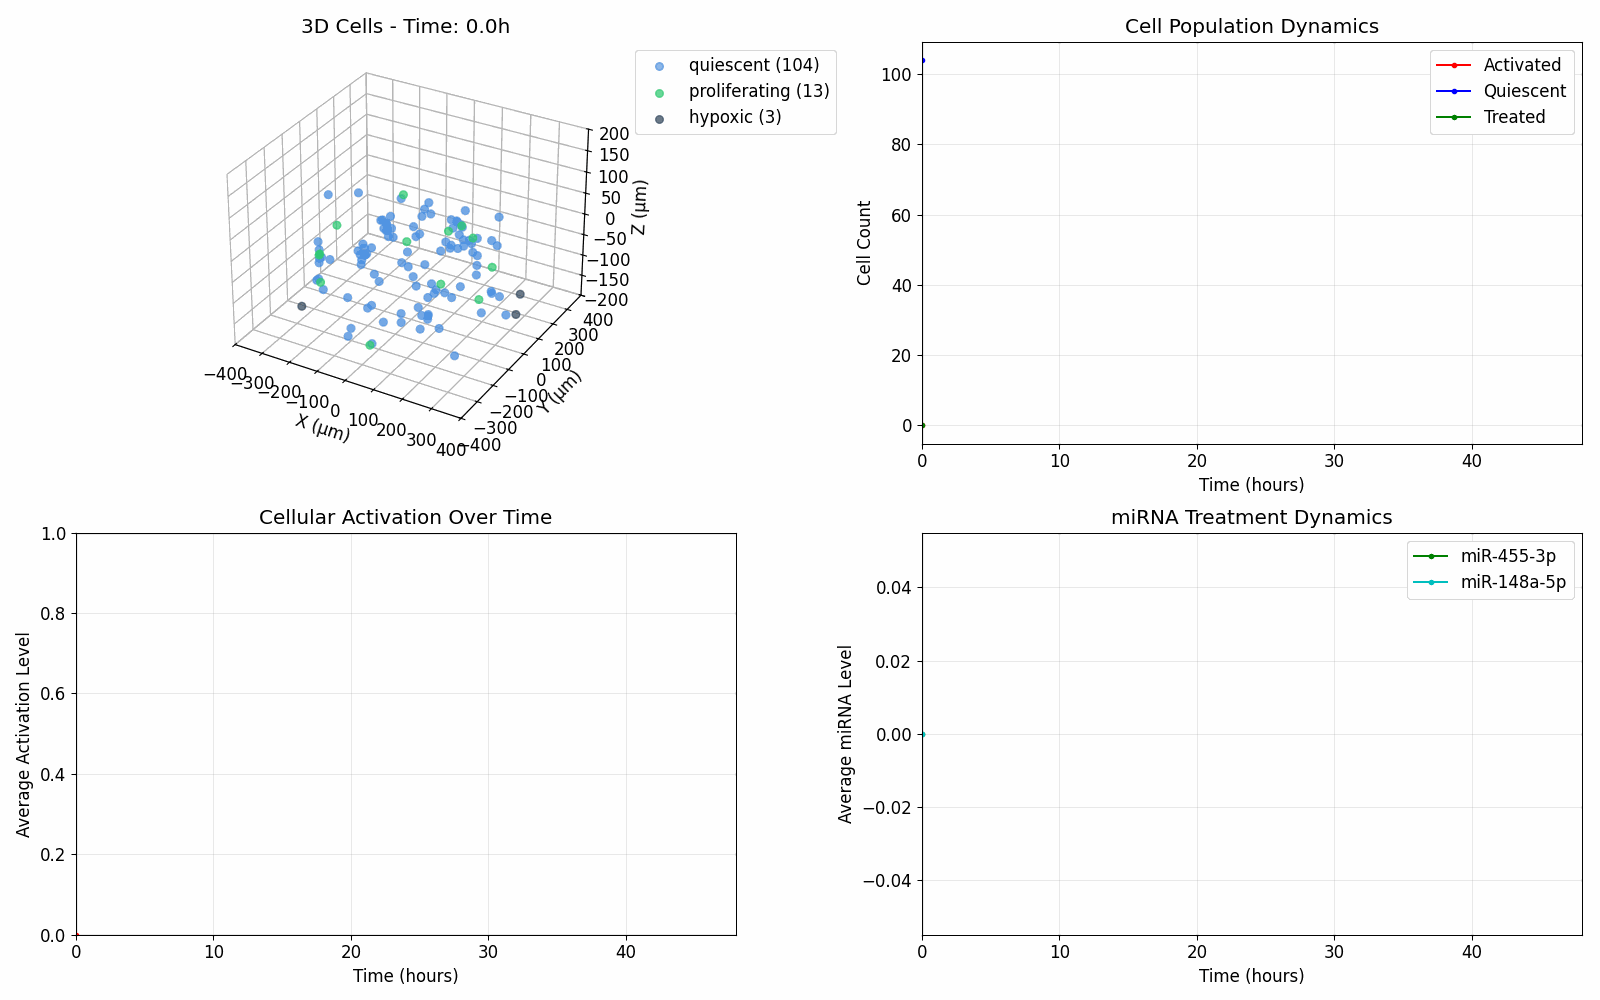 3D Cells - Time: 0.0h
quiescent (104)
proliferating (13)
hypoxic (3)
200
150
100
50
0
−50
−100
−150
−200
Z (μm)
400
300
200
100
0
−100
−200
−300
−400
Y (μm)
−400
−300
−200
−100
0
100
200
300
400
X (μm)
Cell Population Dynamics
Activated
Quiescent
Treated
100
80
60
40
20
0
Cell Count
0 10 20 30 40
Time (hours)
Cellular Activation Over Time
1.0
0.8
0.6
0.4
0.2
0.0
Average Activation Level
0 10 20 30 40
Time (hours)
miRNA Treatment Dynamics
miR-455-3p
miR-148a-5p
0.04
0.02
0.00
−0.02
−0.04
Average miRNA Level
0 10 20 30 40
Time (hours)